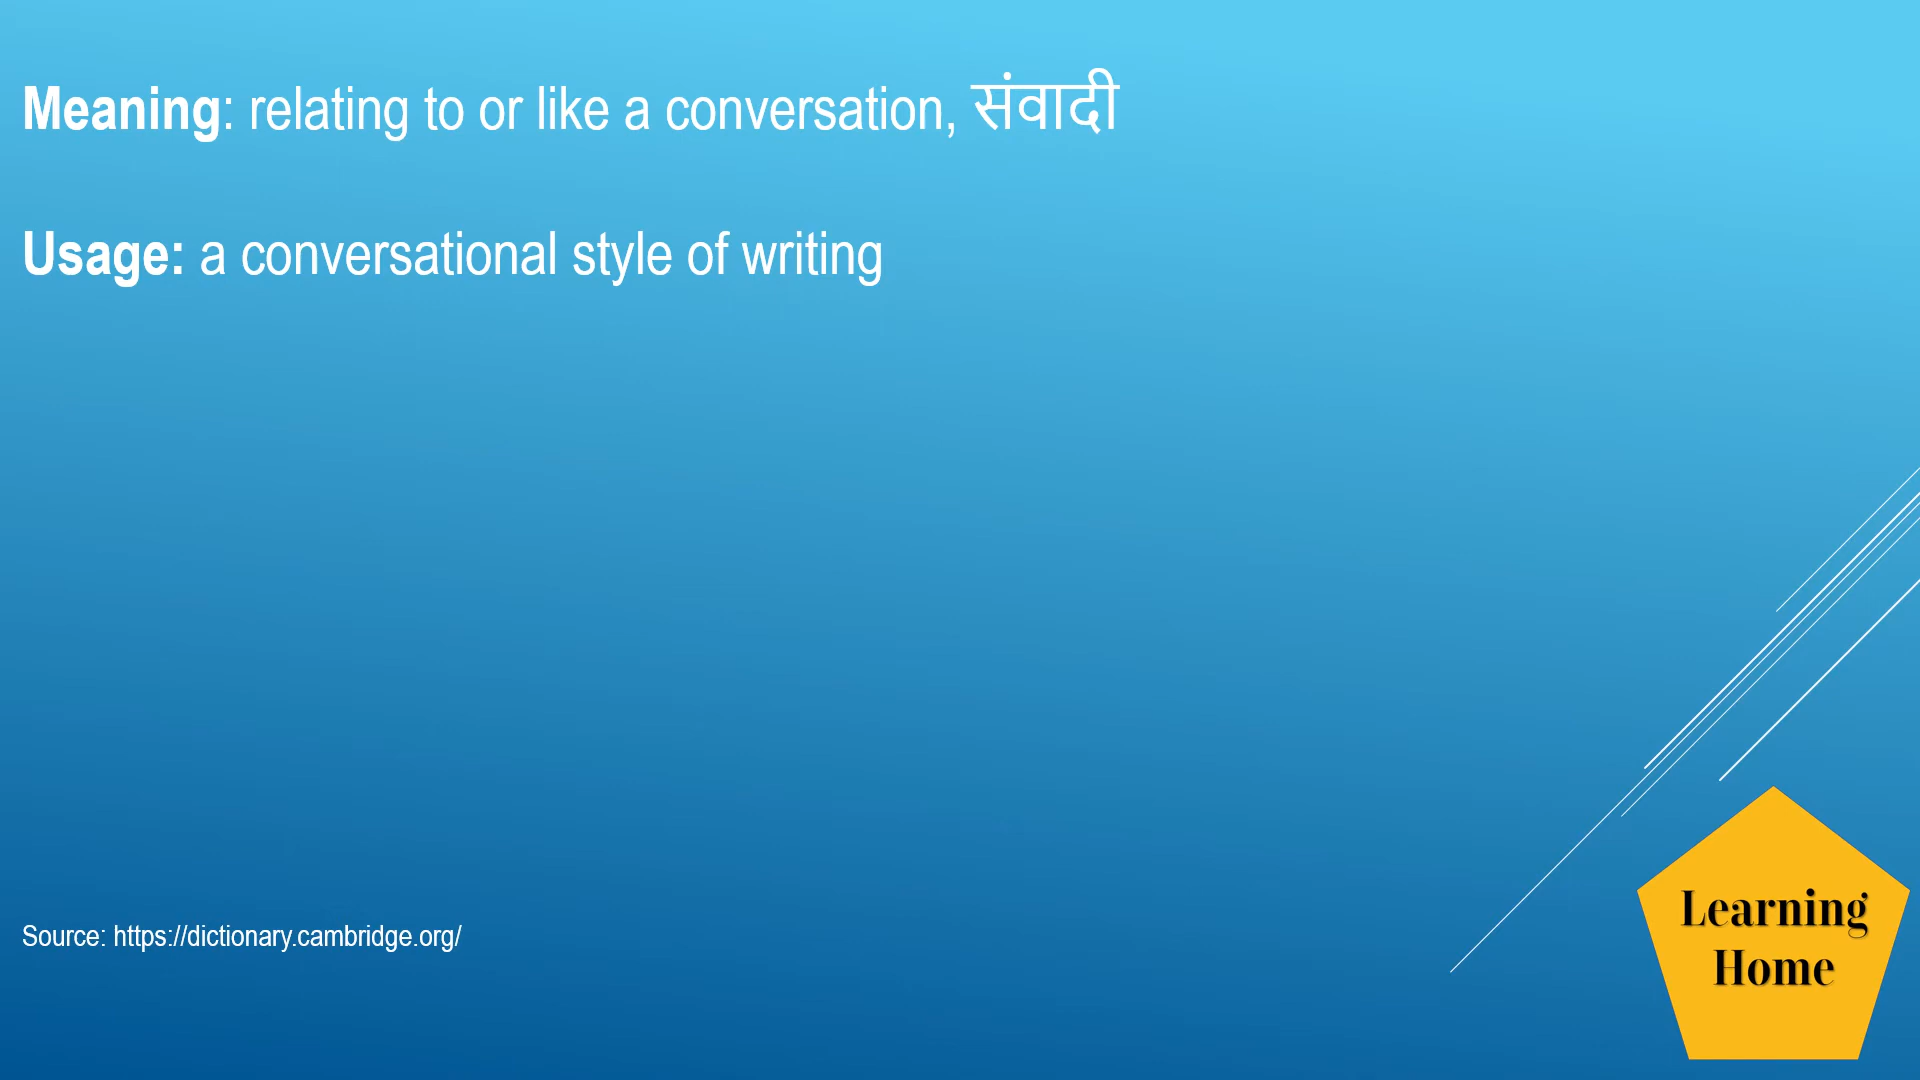 Meaning: relating to or like a conversation, संवादी
Usage: a conversational style of writing
Source: https://dictionary.cambridge.org/
Learning
Home